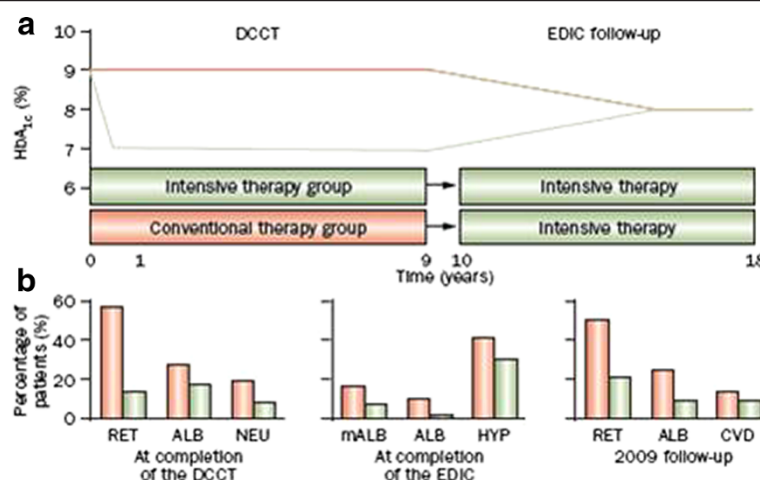 a
DCCT
EDIC follow-up
HbA1c (%)
10
9
8
7
6
Intensive therapy group
Intensive therapy
Conventional therapy group
Intensive therapy
0 1 9 10
Time (years)
b
Percentage of
patients (%)
60
40
20
0
RET ALB NEU
At completion
of the DCCT
mALB ALB HYP
At completion
of the EDIC
RET ALB CVD
2009 follow-up